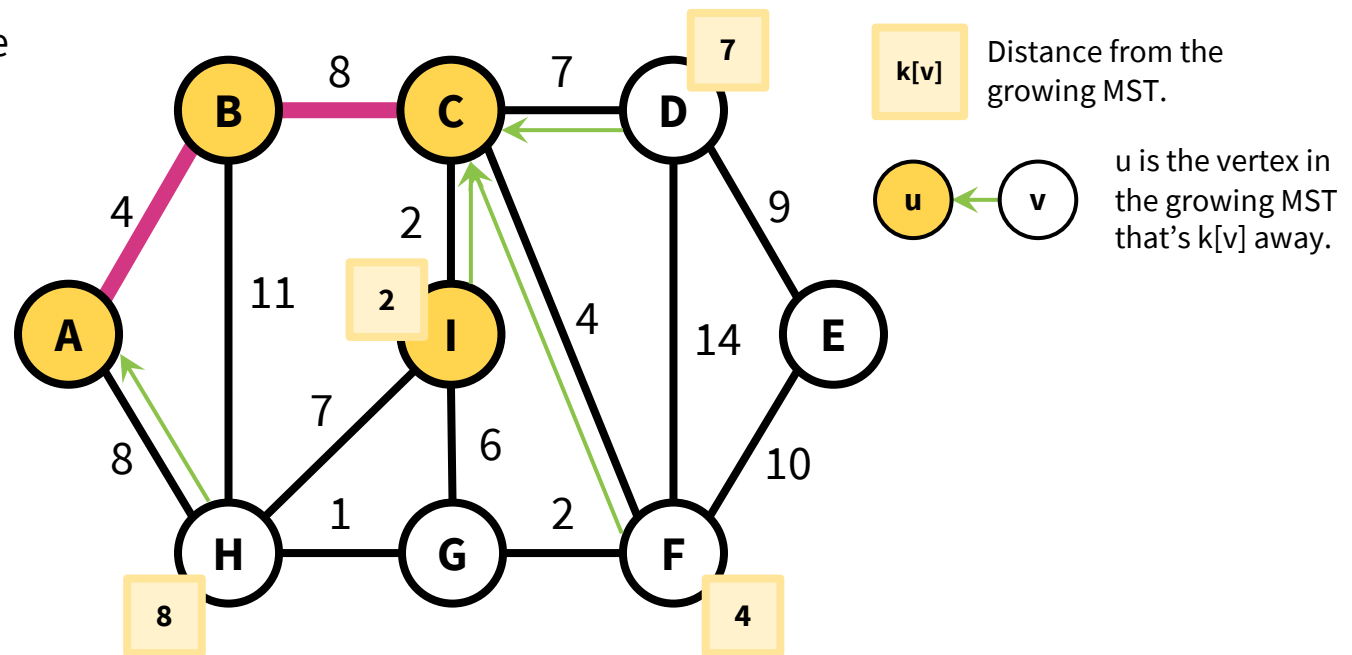 e
7
k[v]
Distance from the
growing MST.
8
7
B
C
D
u is the vertex in
the growing MST
that's k[v] away.
u
v
4
2
9
11
2
4
14
A
I
E
7
6
8
10
1
2
H
G
F
8
4